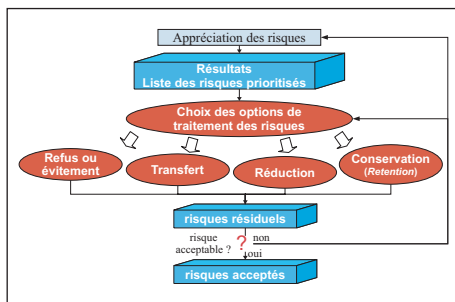 Appréciation des risques
Résultats
Liste des risques prioritisés
Choix des options de
traitement des risques
Refus ou
évitement
Transfert
Réduction
Conservation
(Retention)
risques résiduels
risque
acceptable ?
?
non
oui
risques acceptés